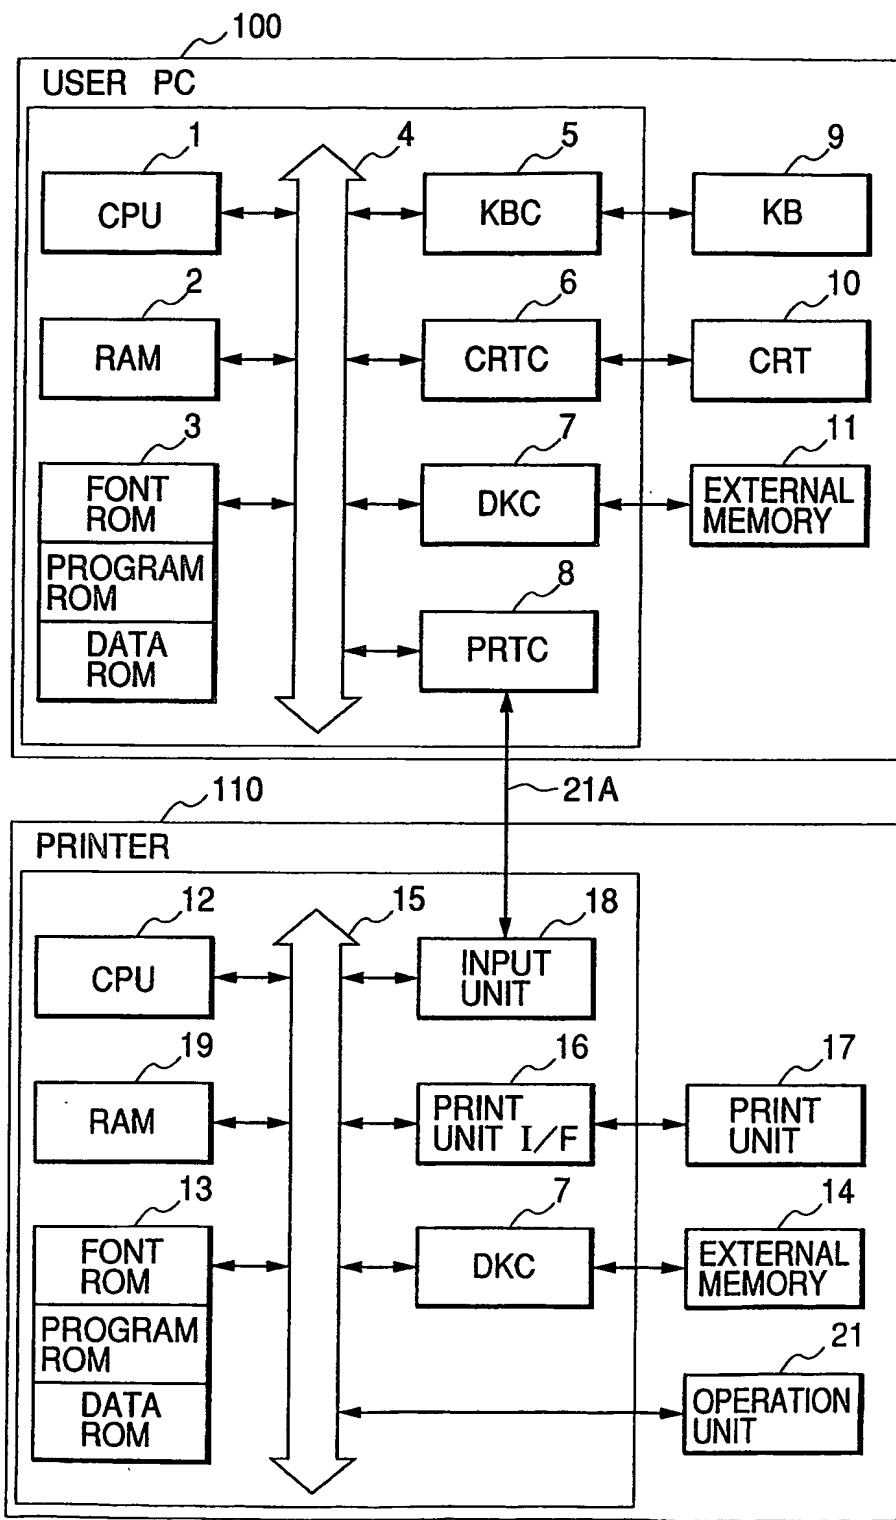 100
USER PC
1
4
5
9
CPU
KBC
KB
2
6
10
RAM
CRTC
CRT
3
7
11
FONT
ROM
DKC
EXTERNAL
MEMORY
PROGRAM
ROM
8
DATA
ROM
PRTC
110
21A
PRINTER
12
15
18
CPU
INPUT
UNIT
19
16
17
RAM
PRINT
UNIT I/F
PRINT
UNIT
13
7
14
FONT
ROM
DKC
EXTERNAL
MEMORY
PROGRAM
ROM
21
DATA
ROM
OPERATION
UNIT